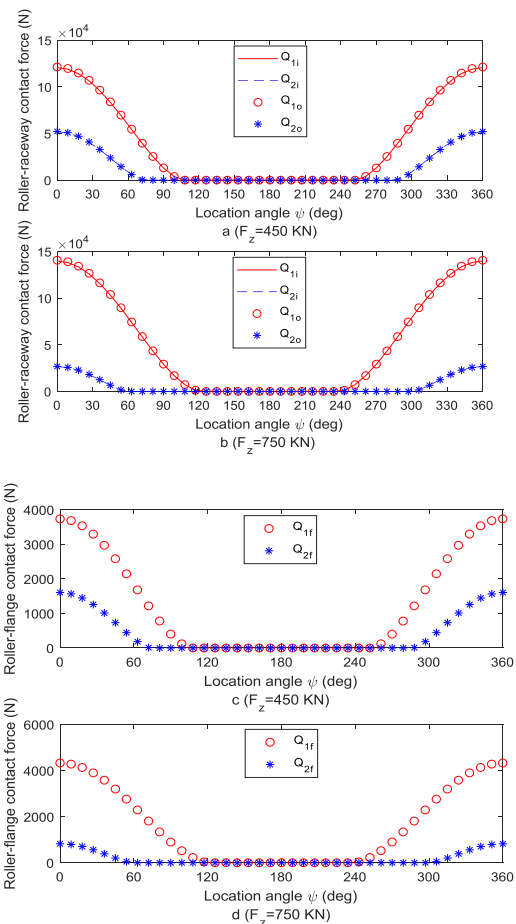 ×10⁴
15
10
5
0
Roller-raceway contact force (N)
Q1i
Q2i
Q1o
Q2o
0 30 60 90 120 150 180 210 240 270 300 330 360
Location angle ψ (deg)
a (Fz=450 KN)
×10⁴
15
10
5
0
Roller-raceway contact force (N)
Q1i
Q2i
Q1o
Q2o
0 30 60 90 120 150 180 210 240 270 300 330 360
Location angle ψ (deg)
b (Fz=750 KN)
4000
3000
2000
1000
0
Roller-flange contact force (N)
Q1f
Q2f
0 60 120 180 240 300 360
Location angle ψ (deg)
c (Fz=450 KN)
6000
4000
2000
0
Roller-flange contact force (N)
Q1f
Q2f
0 60 120 180 240 300 360
Location angle ψ (deg)
d (Fz=750 KN)